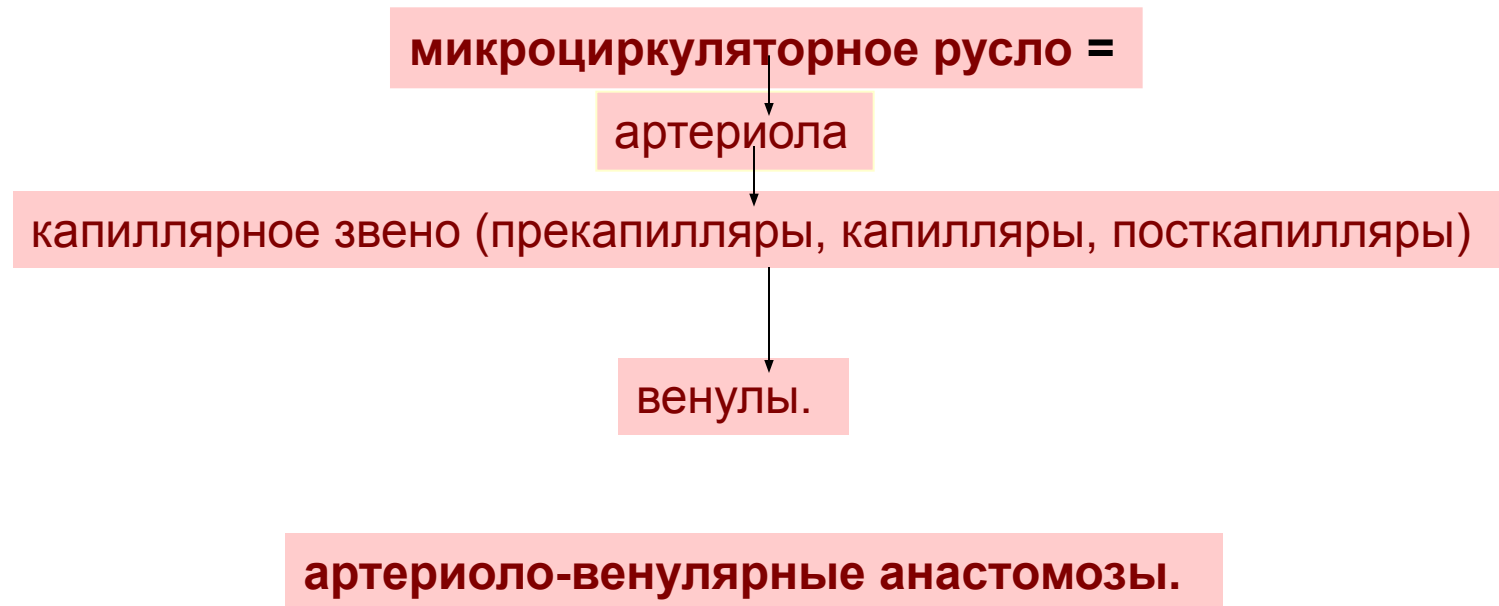 микроциркуляторное русло =
артериола
капиллярное звено (прекапилляры, капилляры, посткапилляры)
венулы.
артериоло-венулярные анастомозы.